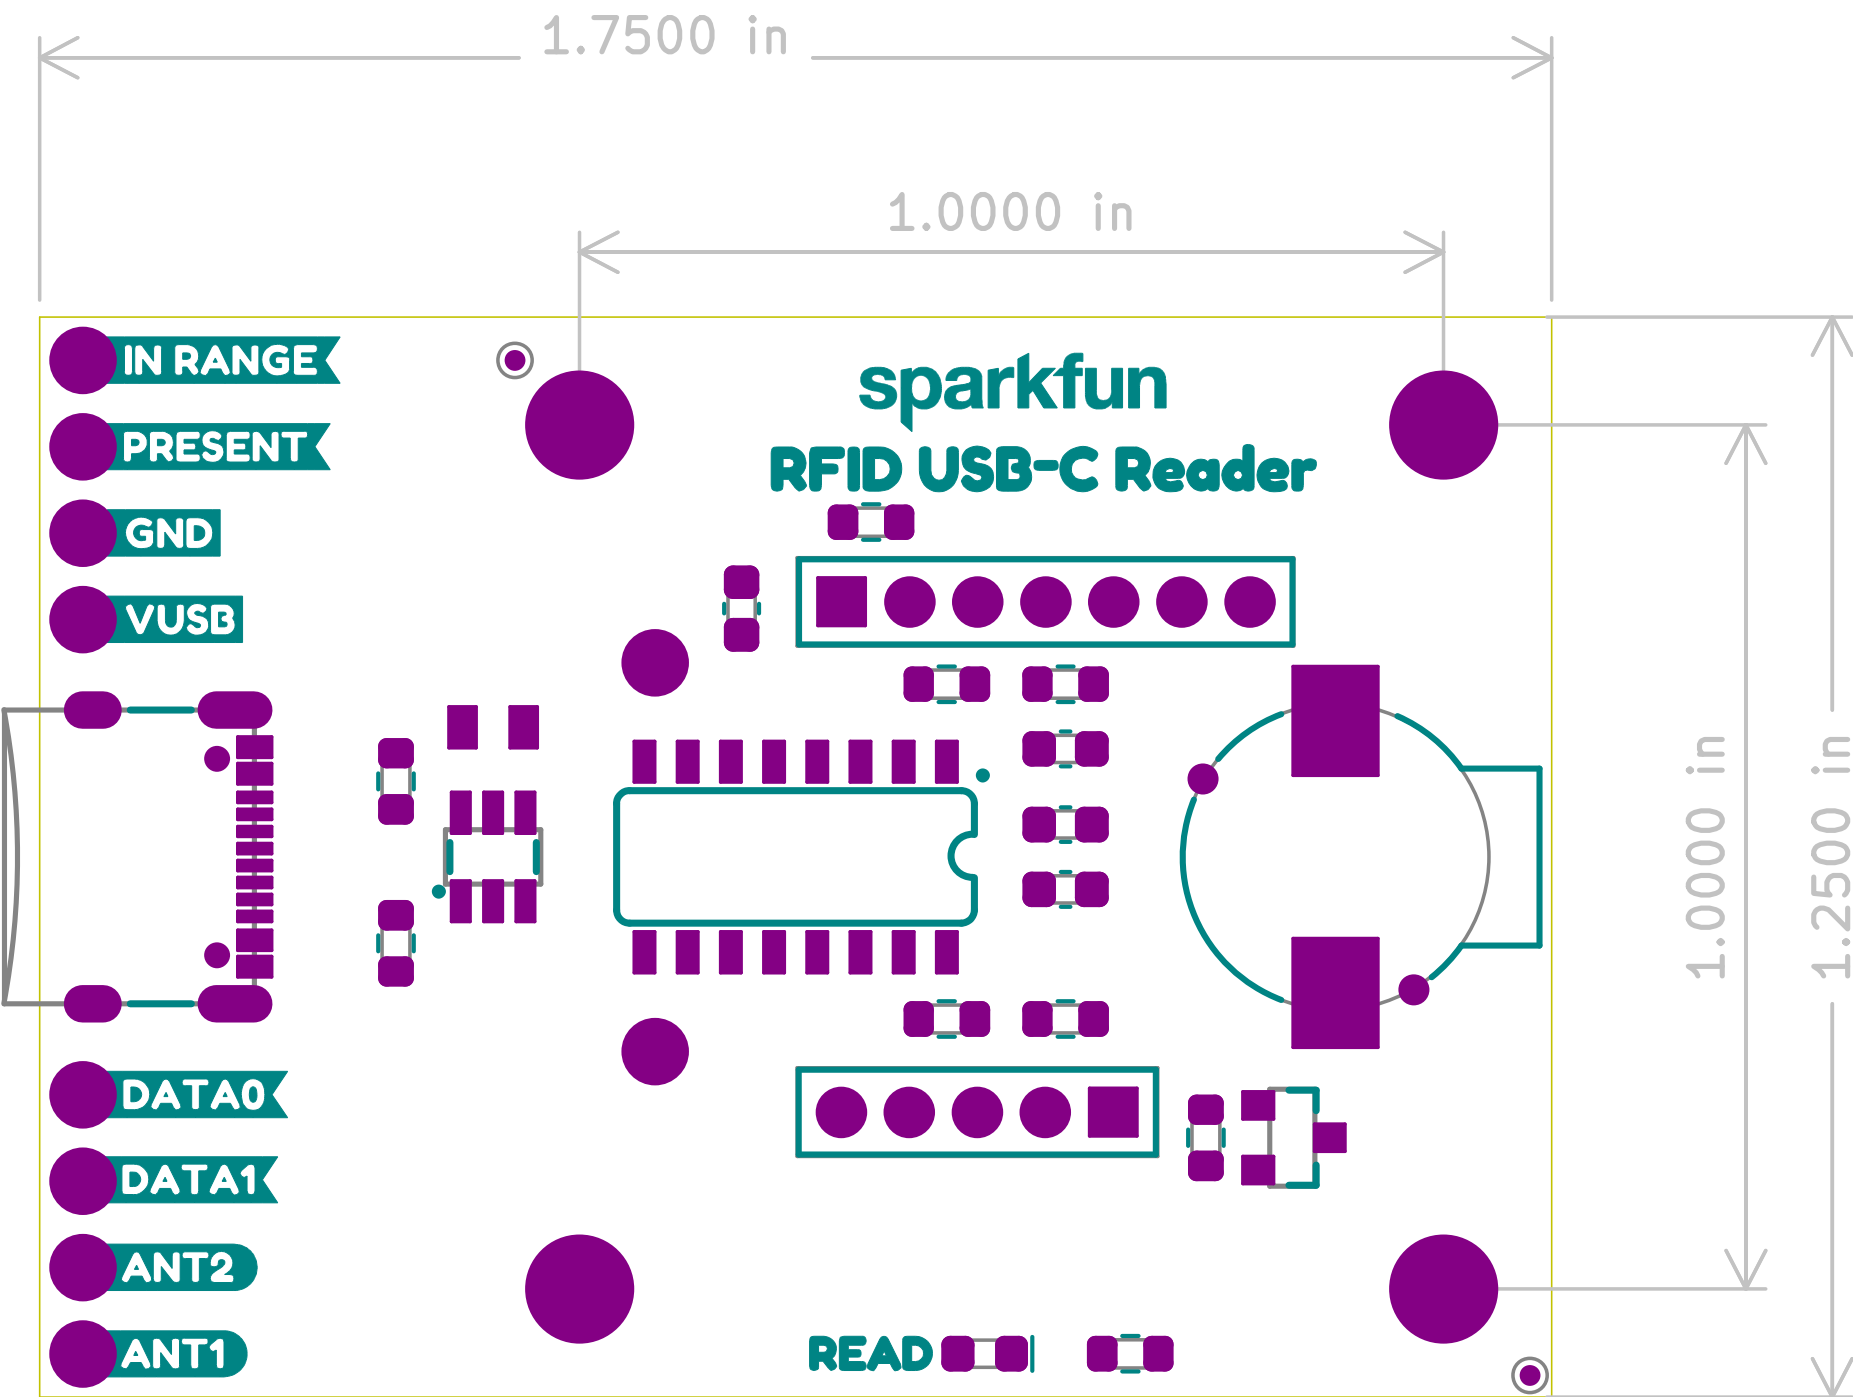 1.7500 in
1.0000 in
IN RANGE
sparkfun
PRESENT
RFID USB-C Reader
GND
VUSB
1.0000 in
1.2500 in
DATA0
DATA1
ANT2
ANT1
READ